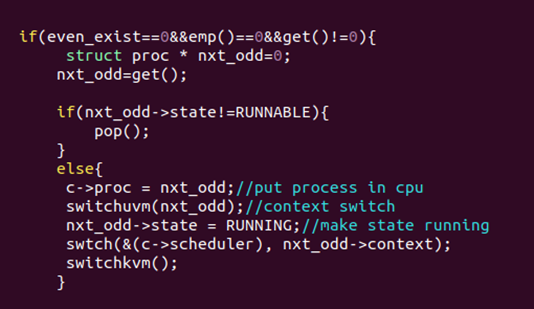 if(even_exist==0&&emp()==0&&get()!=0){
struct proc * nxt_odd=0;
nxt_odd=get();
if(nxt_odd->state!=RUNNABLE){
pop();
}
else{
c->proc = nxt_odd;//put process in cpu
switchuvm(nxt_odd);//context switch
nxt_odd->state = RUNNING;//make state running
swtch(&(c->scheduler), nxt_odd->context);
switchkvm();
}